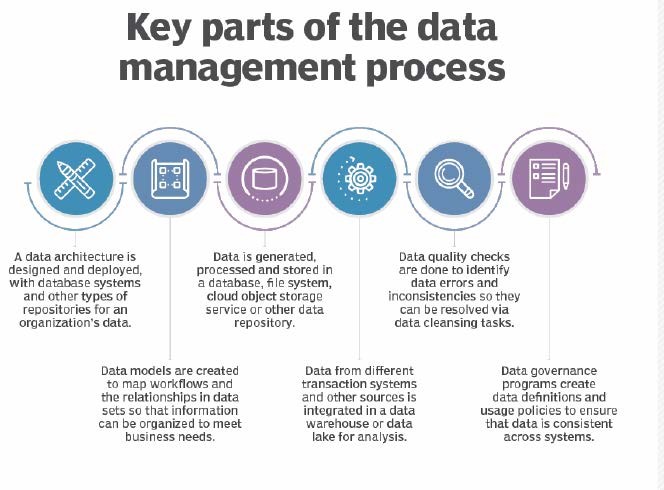 Key parts of the data
management process
A data architecture is
designed and deployed,
with database systems
and other types of
repositories for an
organization's data.
Data models are created
to map workflows and
the relationships in data
sets so that information
can be organized to meet
business needs.
Data is generated,
processed and stored in
a database, file system,
cloud object storage
service or other data
repository.
Data from different
transaction systems
and other sources is
integrated in a data
warehouse or data
lake for analysis.
Data quality checks
are done to identify
data errors and
inconsistencies so they
can be resolved via
data cleansing tasks.
Data governance
programs create
data definitions and
usage policies to ensure
that data is consistent
across systems.